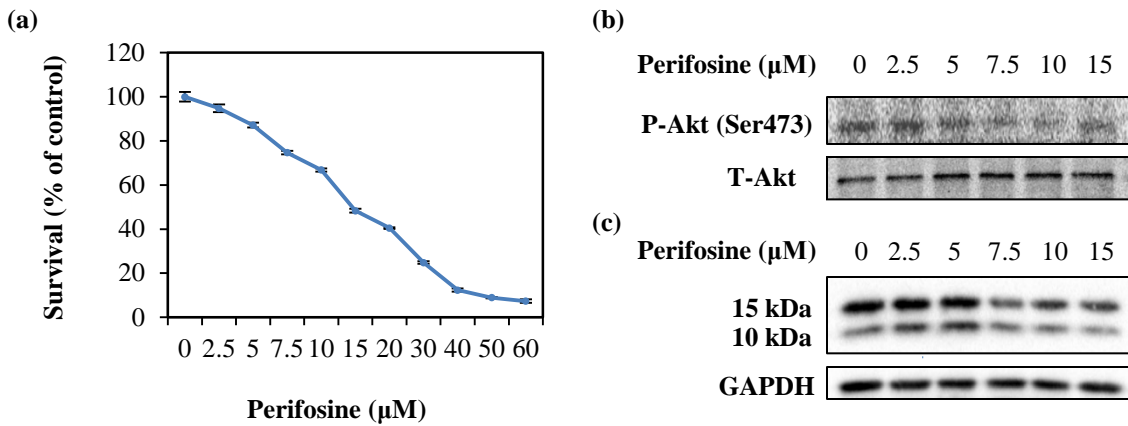 (a)
Survival (% of control)
120
100
80
60
40
20
0
0 2.5 5 7.5 10 15 20 30 40 50 60
Perifosine (μM)
(b)
Perifosine (μM) 0 2.5 5 7.5 10 15
P-Akt (Ser473)
T-Akt
(c)
Perifosine (μM) 0 2.5 5 7.5 10 15
15 kDa
10 kDa
GAPDH